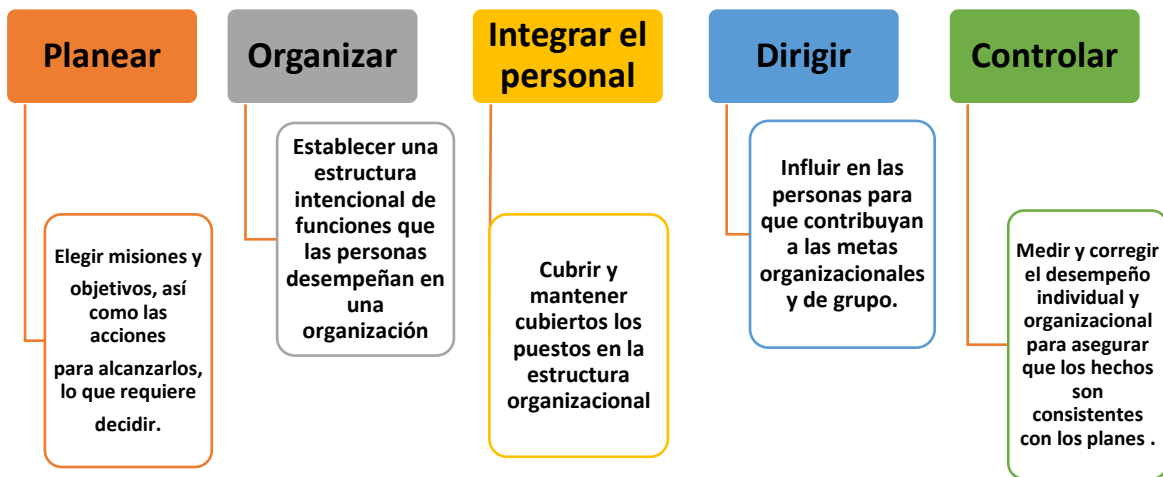 Planear
Elegir misiones y
objetivos, así
como las
acciones
para alcanzarlos,
lo que requiere
decidir.
Organizar
Establecer una
estructura
intencional de
funciones que
las personas
desempeñan en
una
organización
Integrar el
personal
Cubrir y
mantener
cubiertos los
puestos en la
estructura
organizacional
Dirigir
Influir en las
personas para
que contribuyan
a las metas
organizacionales
y de grupo.
Controlar
Medir y corregir
el desempeño
individual y
organizacional
para asegurar
que los hechos
son
consistentes
con los planes .